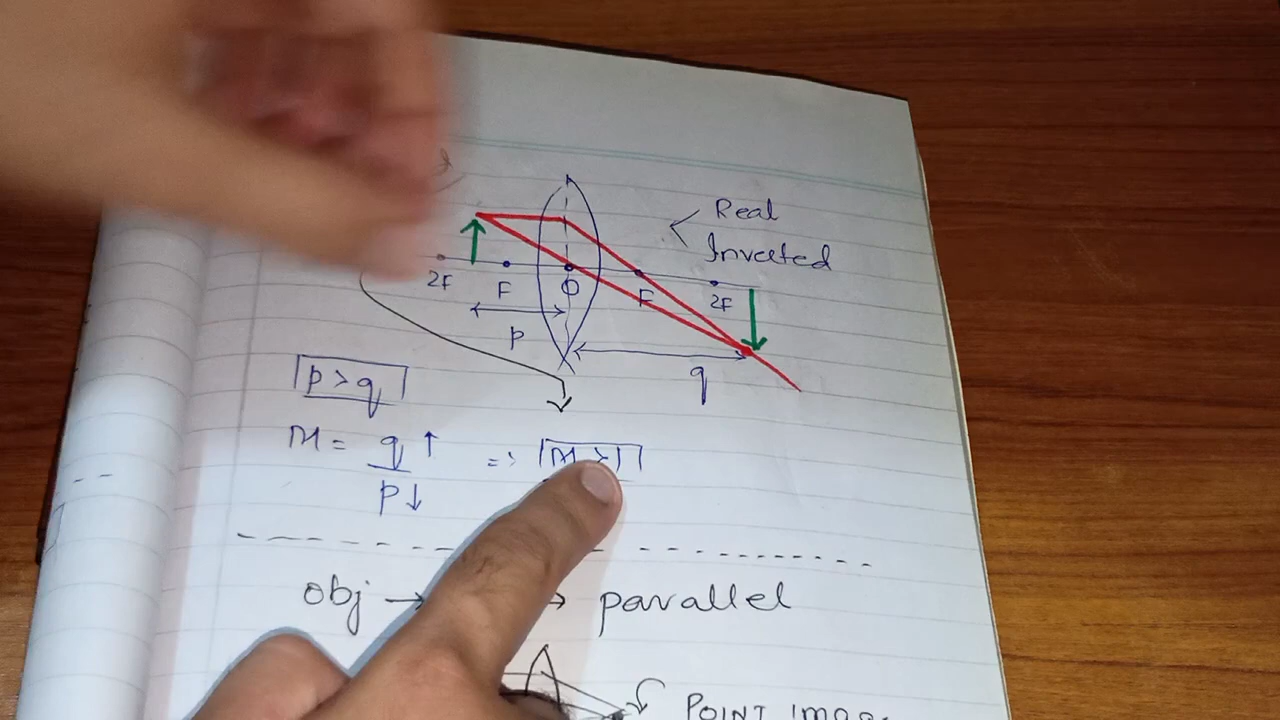 Real
Inverted
2F F O F 2F
p
q
p > q
M = q ↑
p ↓
=> M > 1
obj → → parallel
POINT